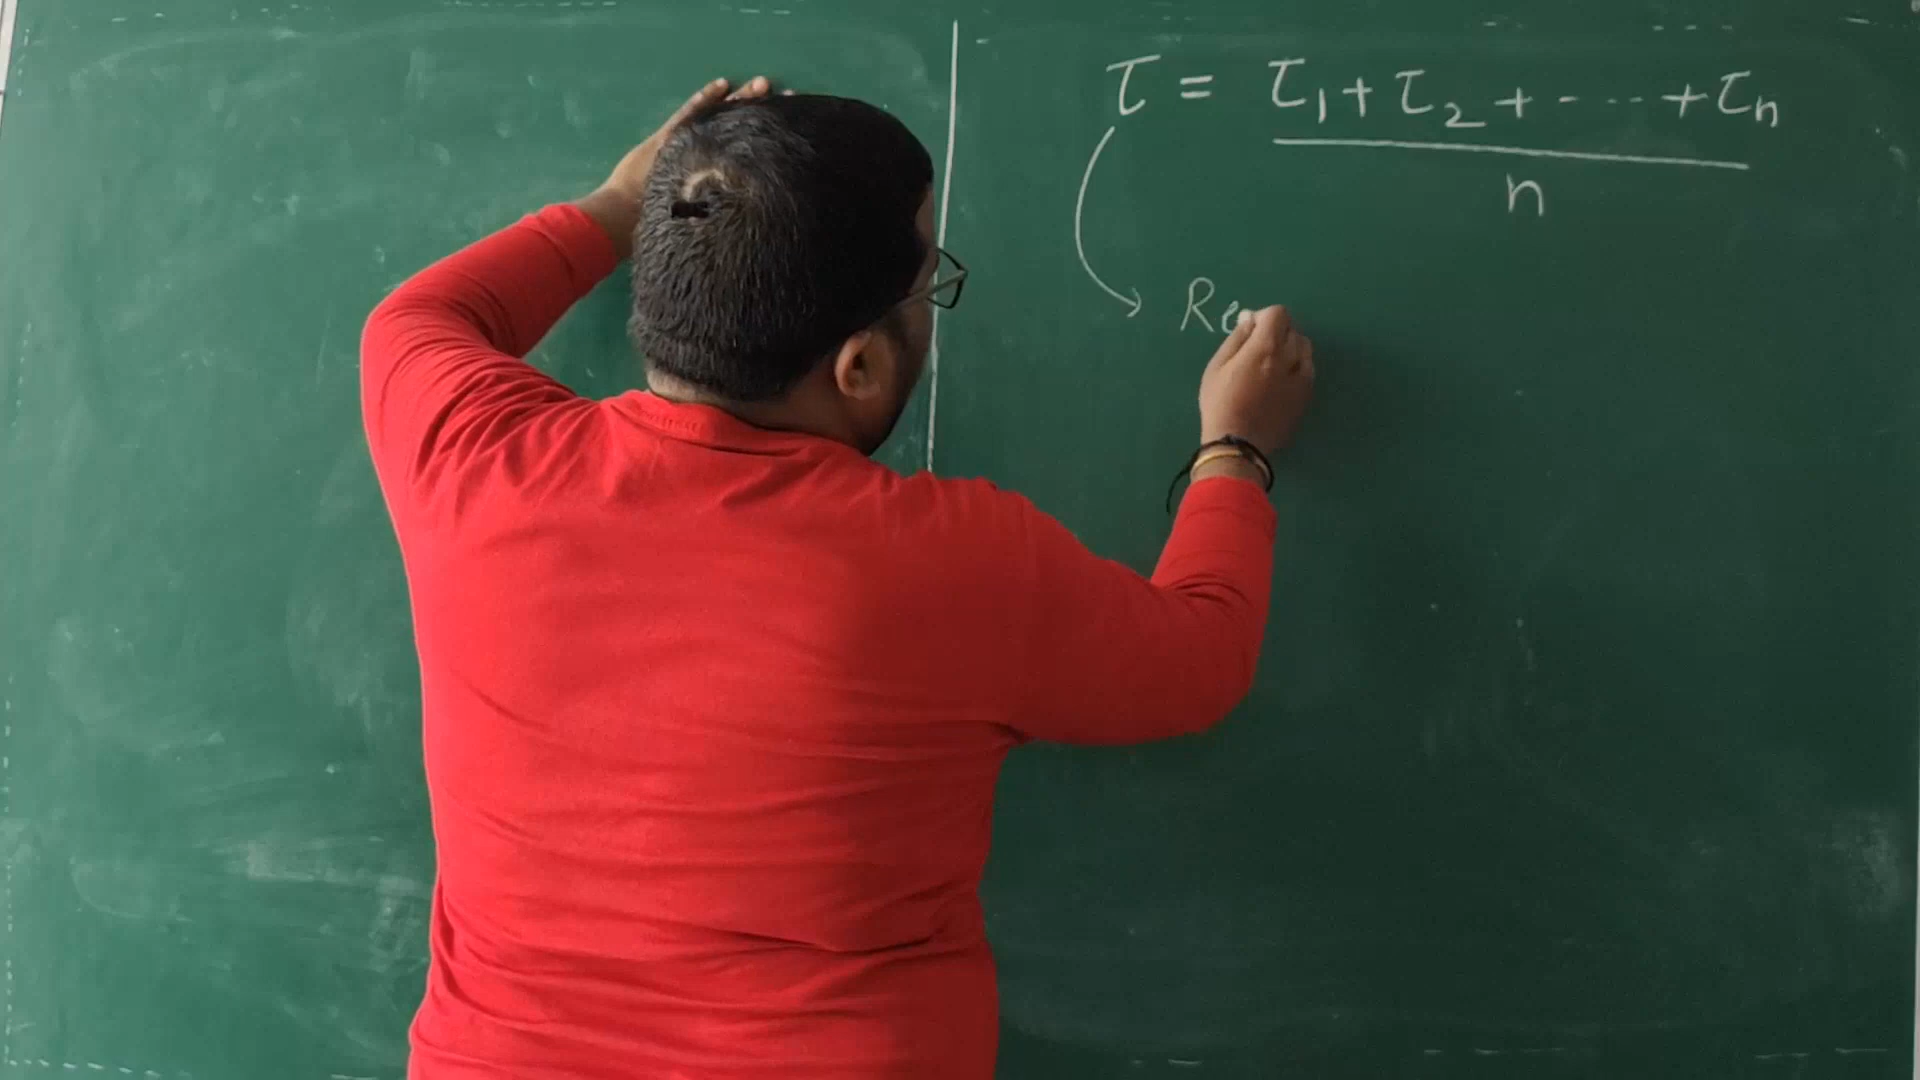 τ = τ₁ + τ₂ + - - - - + τₙ
n
Re